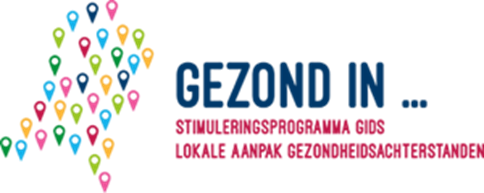 GEZOND IN ...
STIMULERINGSPROGRAMMA GIDS
LOKALE AANPAK GEZONDHEIDSACHTERSTANDEN